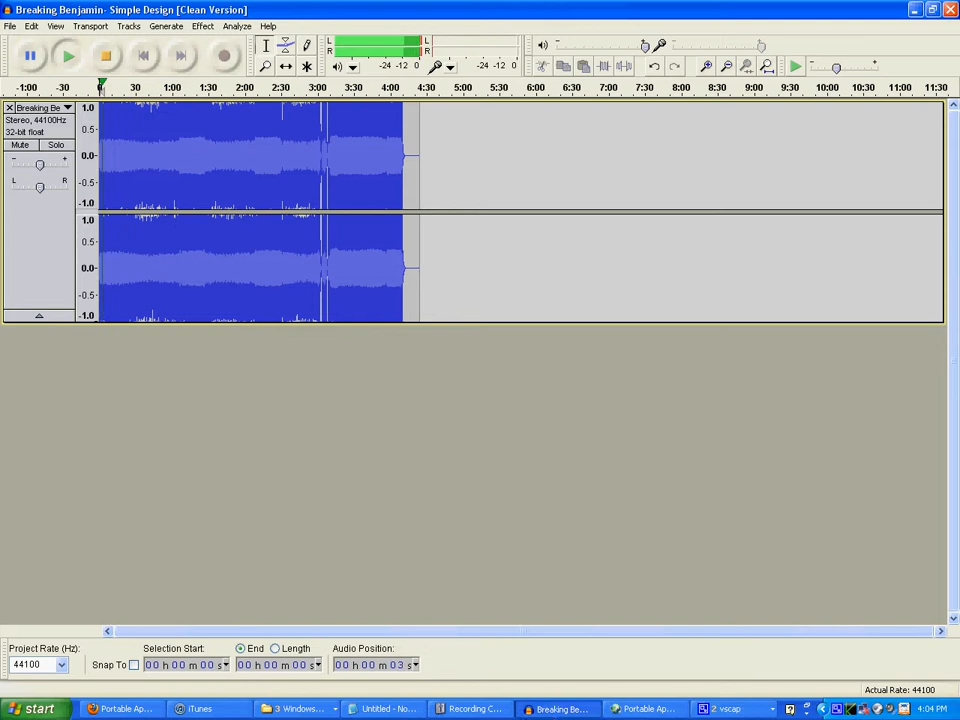 Breaking Benjamin- Simple Design [Clean Version]
File Edit View Transport Tracks Generate Effect Analyze Help
L R L R -24 -12 0 -24 -12 0
-1:00 -30 0 30 1:00 1:30 2:00 2:30 3:00 3:30 4:00 4:30 5:00 5:30 6:00 6:30 7:00 7:30 8:00 8:30 9:00 9:30 10:00 10:30 11:00 11:30
Breaking Be
Stereo, 44100Hz
32-bit float
Mute Solo
- +
L R
1.0
0.5-
0.0-
-0.5-
-1.0
1.0
0.5-
0.0-
-0.5-
-1.0
Project Rate (Hz): Selection Start: End Length Audio Position:
44100 Snap To 00 h 00 m 00 s 00 h 00 m 00 s 00 h 00 m 03 s
Actual Rate: 44100
start Portable Ap... iTunes 3 Windows... Untitled - No... Recording C... Breaking Be... Portable Ap... 2 vscap 4:04 PM